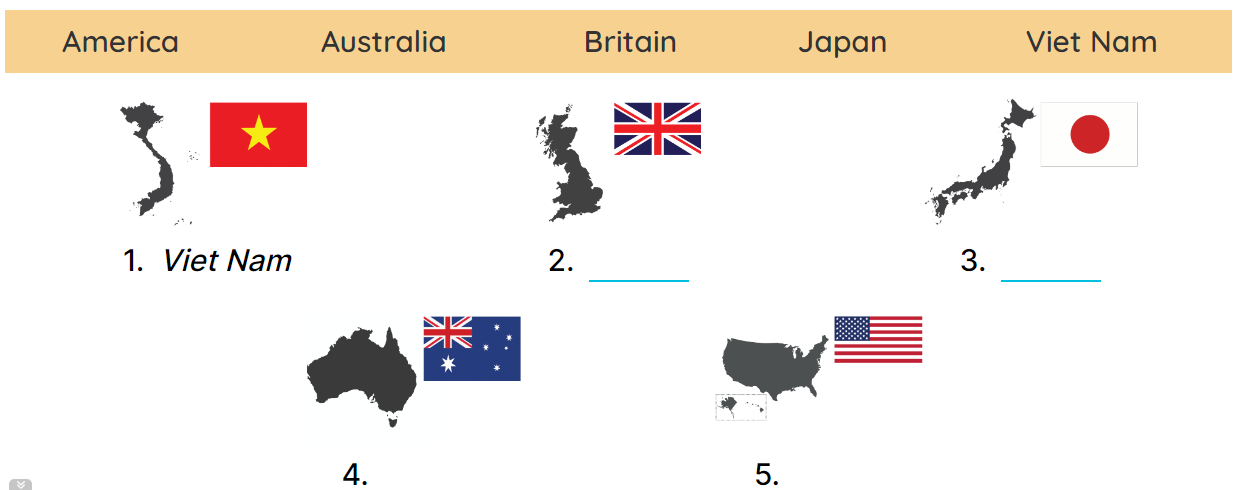 America Australia Britain Japan Viet Nam
1. Viet Nam 2. 3.
4. 5.